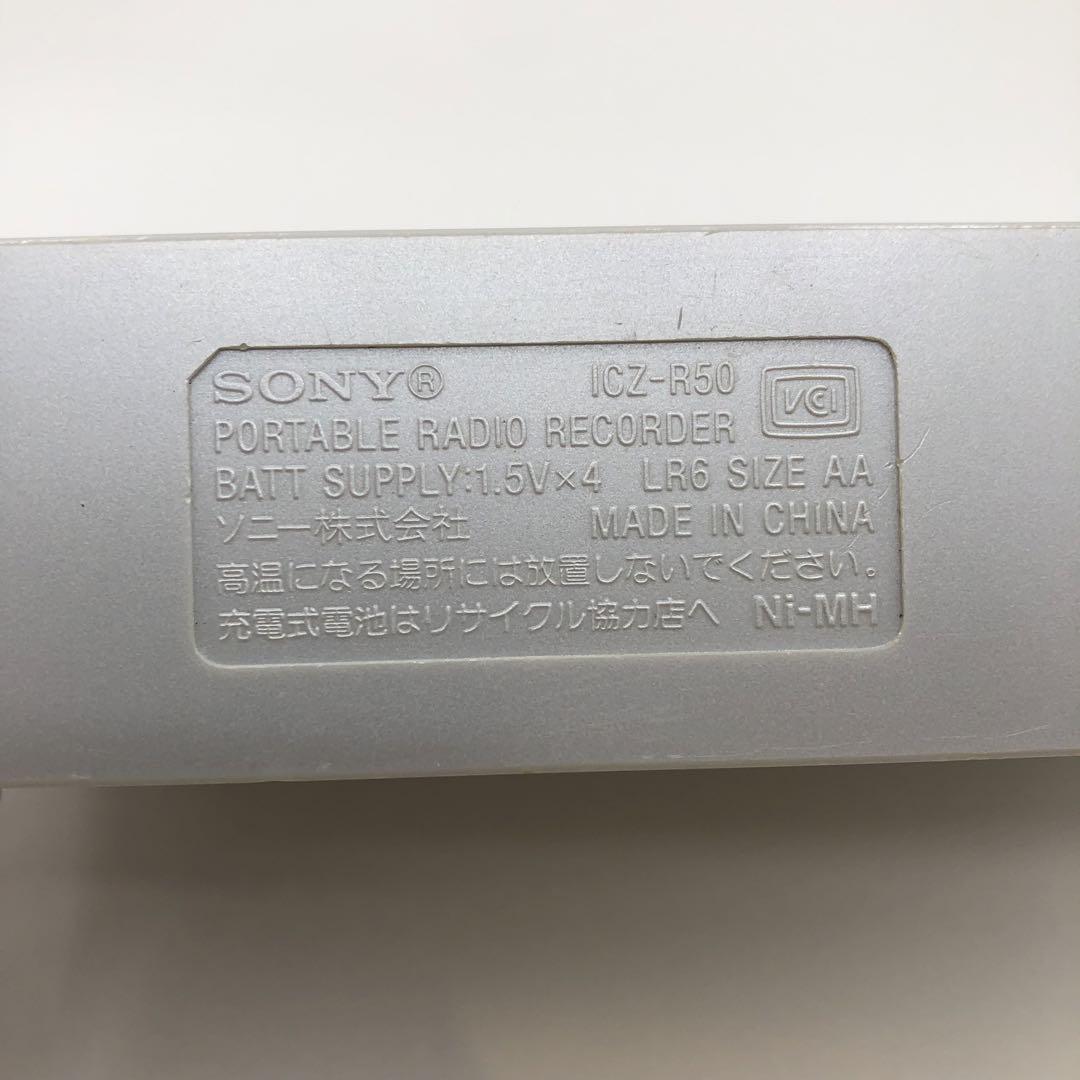 SONY® ICZ-R50 VCI
PORTABLE RADIO RECORDER
BATT SUPPLY:1.5V×4 LR6 SIZE AA
ソニー株式会社 MADE IN CHINA
高温になる場所には放置しないでください。
充電式電池はリサイクル協力店へ Ni-MH